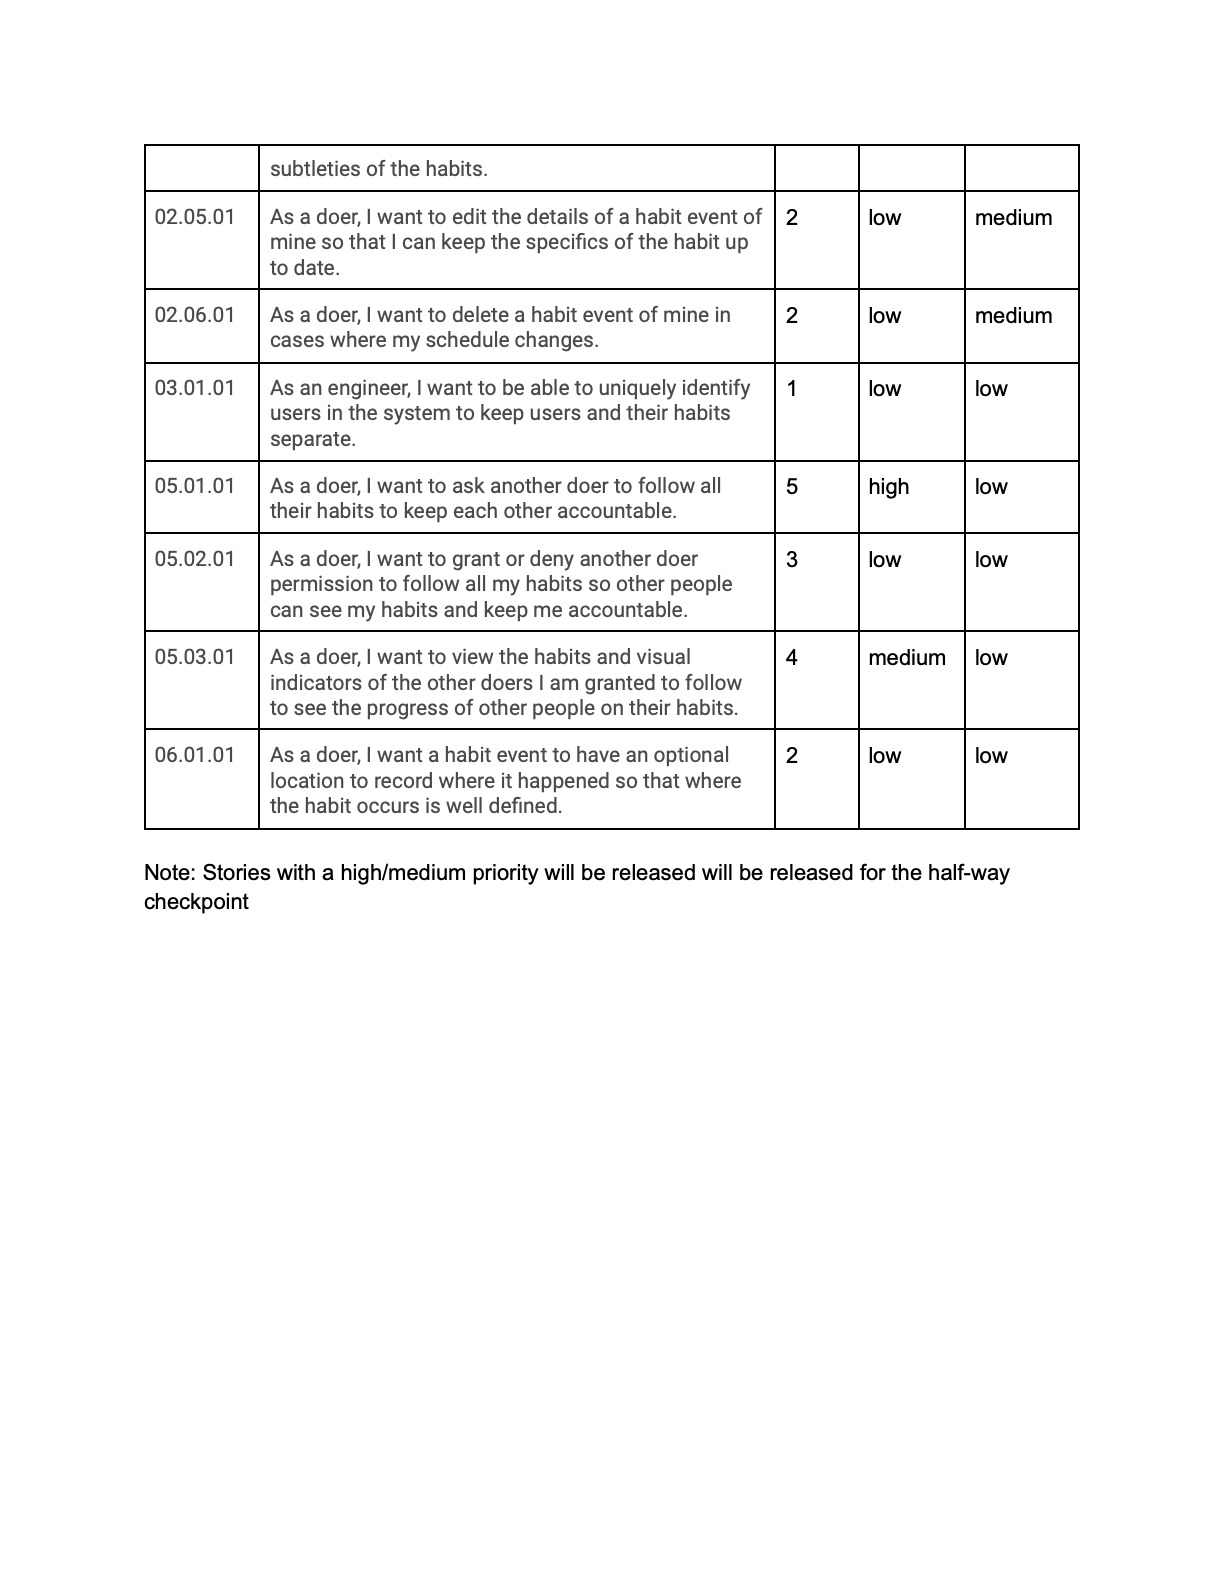 subtleties of the habits.
02.05.01 As a doer, I want to edit the details of a habit event of 2 low medium
mine so that I can keep the specifics of the habit up
to date.
02.06.01 As a doer, I want to delete a habit event of mine in 2 low medium
cases where my schedule changes.
03.01.01 As an engineer, I want to be able to uniquely identify 1 low low
users in the system to keep users and their habits
separate.
05.01.01 As a doer, I want to ask another doer to follow all 5 high low
their habits to keep each other accountable.
05.02.01 As a doer, I want to grant or deny another doer 3 low low
permission to follow all my habits so other people
can see my habits and keep me accountable.
05.03.01 As a doer, I want to view the habits and visual 4 medium low
indicators of the other doers I am granted to follow
to see the progress of other people on their habits.
06.01.01 As a doer, I want a habit event to have an optional 2 low low
location to record where it happened so that where
the habit occurs is well defined.
Note: Stories with a high/medium priority will be released will be released for the half-way
checkpoint